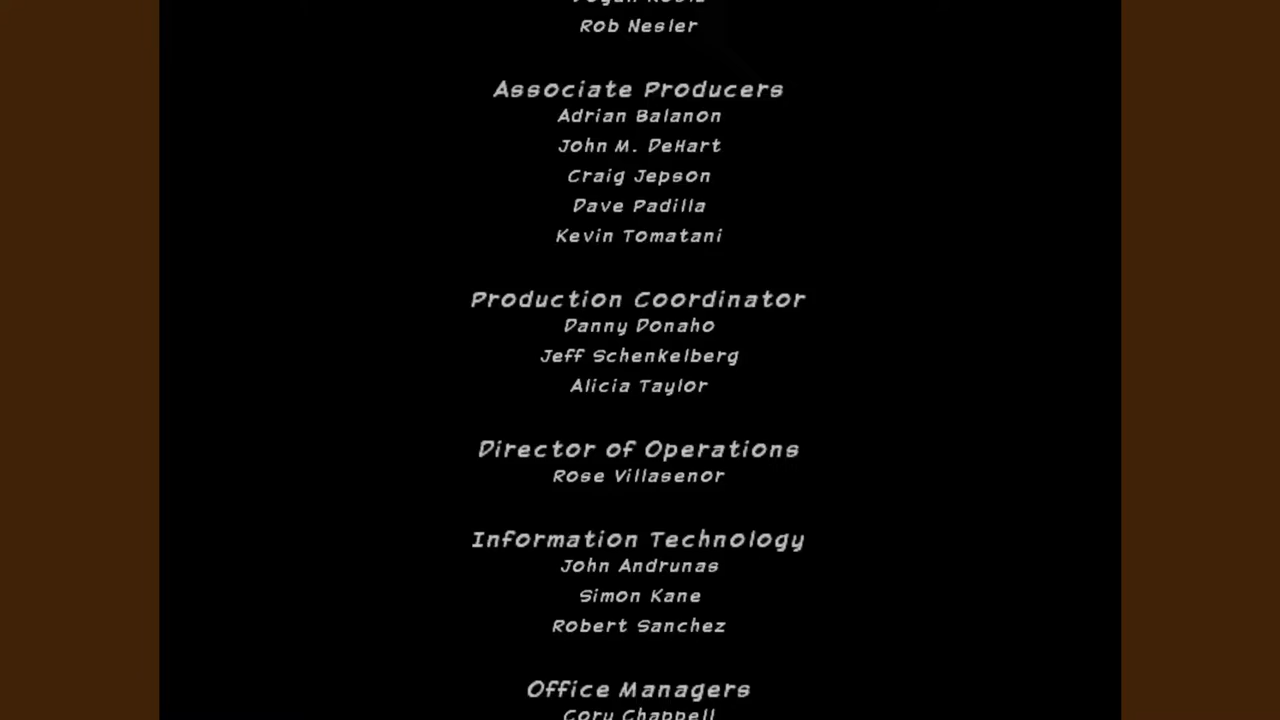 Rob Nesler
Associate Producers
Adrian Balanon
John M. DeHart
Craig Jepson
Dave Padilla
Kevin Tomatani
Production Coordinator
Danny Donaho
Jeff Schenkelberg
Alicia Taylor
Director of Operations
Rose Villasenor
Information Technology
John Andrunas
Simon Kane
Robert Sanchez
Office Managers
Cory Chappell